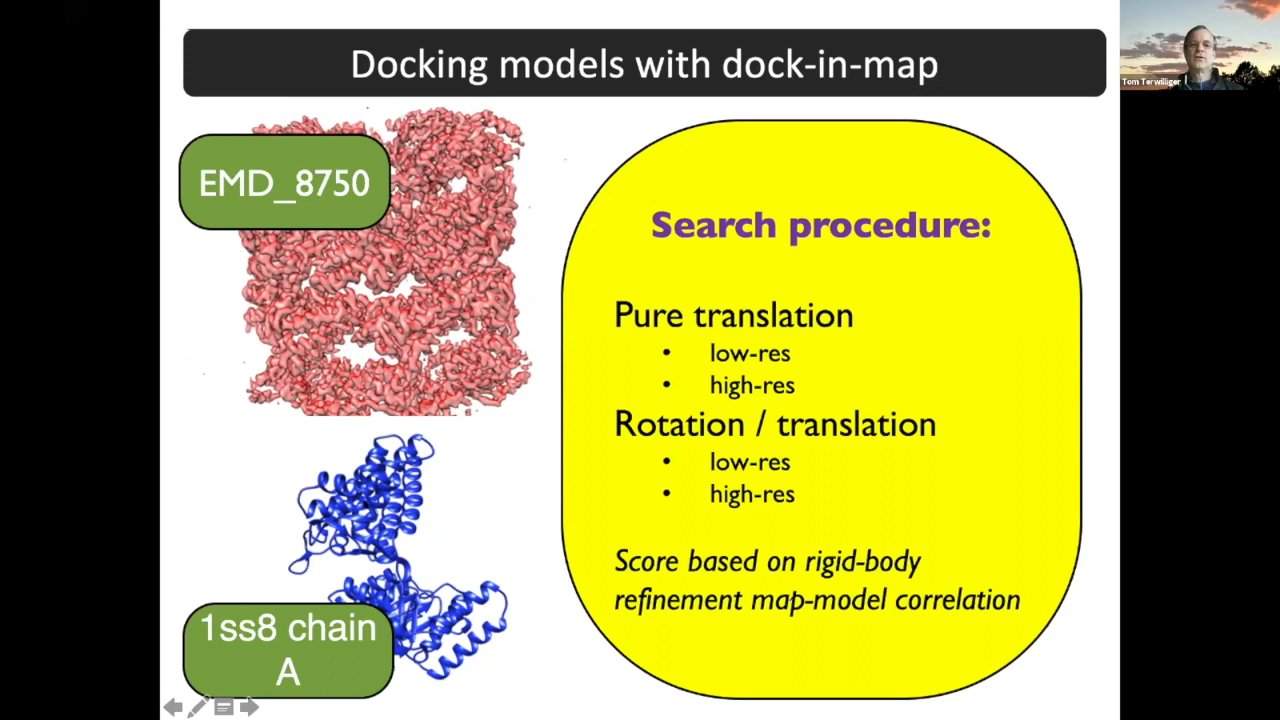 Docking models with dock-in-map
Tom Terwilliger
EMD_8750
Search procedure:
Pure translation
• low-res
• high-res
Rotation / translation
• low-res
• high-res
Score based on rigid-body
refinement map-model correlation
1ss8 chain
A